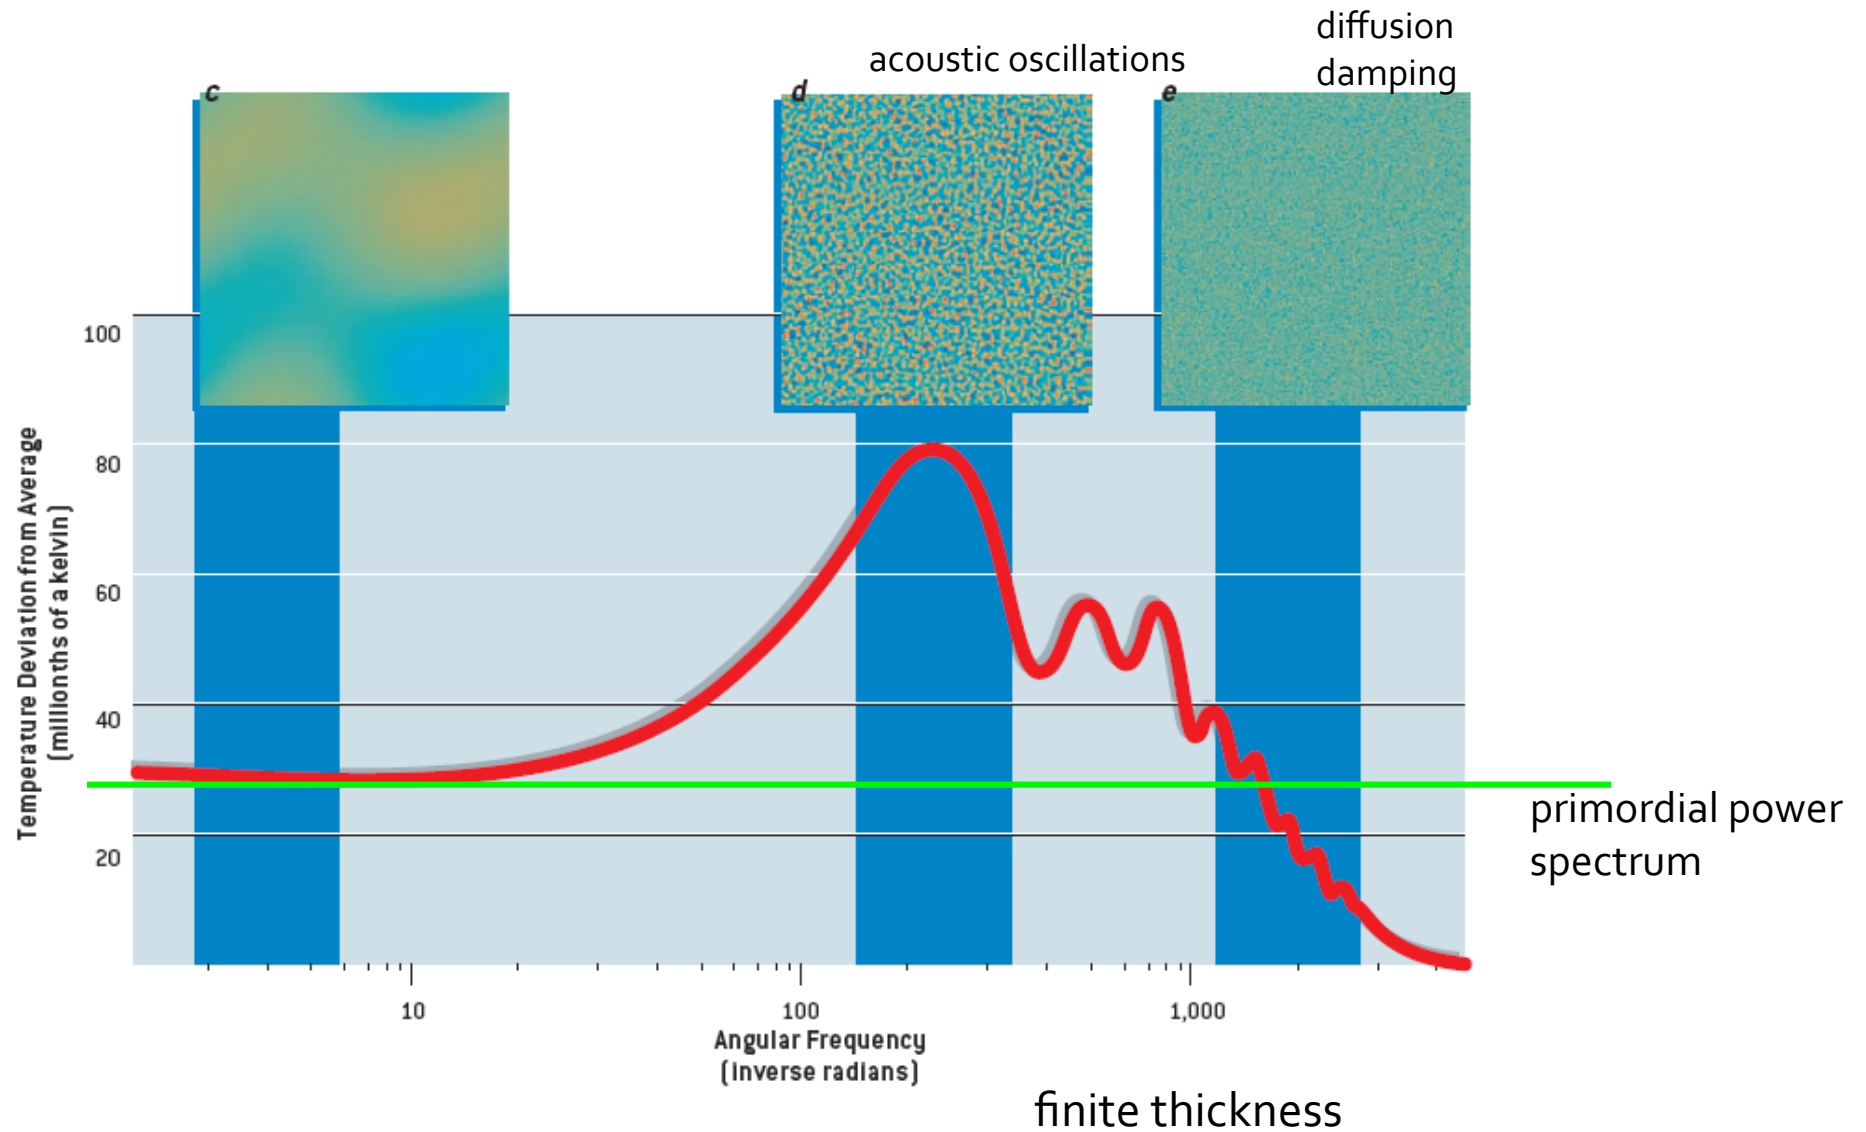 diffusion
damping
acoustic oscillations
c
d
e
100
80
60
40
20
Temperature Deviation from Average
(millionths of a kelvin)
primordial power
spectrum
10
100
1,000
Angular Frequency
(inverse radians)
finite thickness